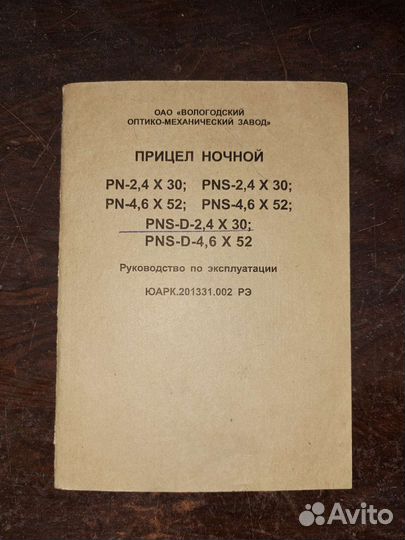 ОАО «ВОЛОГОДСКИЙ
ОПТИКО-МЕХАНИЧЕСКИЙ ЗАВОД»
ПРИЦЕЛ НОЧНОЙ
PN-2,4 X 30; PNS-2,4 X 30;
PN-4,6 X 52; PNS-4,6 X 52;
PNS-D-2,4 X 30;
PNS-D-4,6 X 52
Руководство по эксплуатации
ЮАРК.201331.002 РЭ
Avito